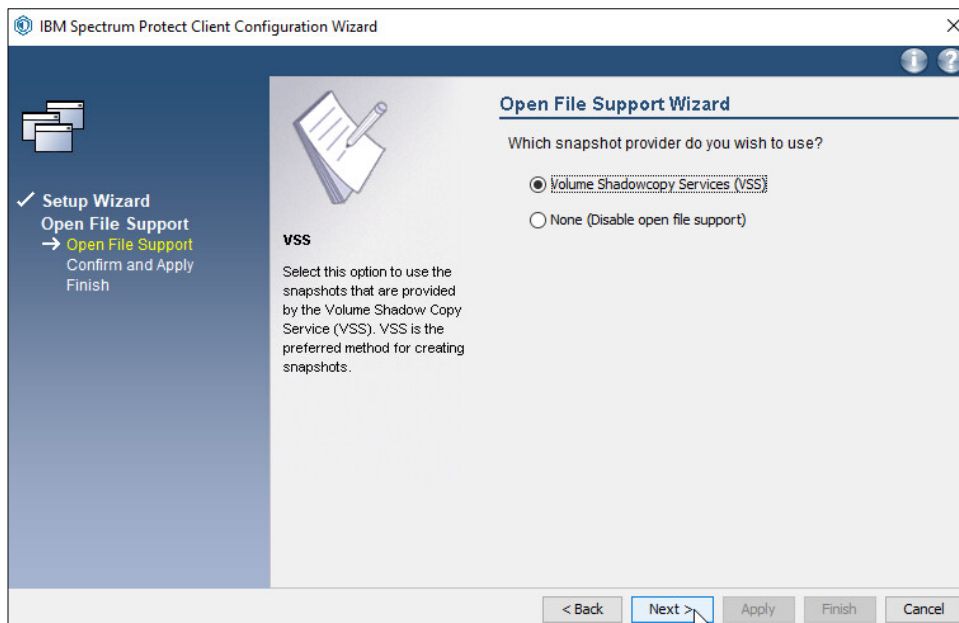 IBM Spectrum Protect Client Configuration Wizard
Setup Wizard
Open File Support
Open File Support
Confirm and Apply
Finish
VSS
Select this option to use the
snapshots that are provided
by the Volume Shadow Copy
Service (VSS). VSS is the
preferred method for creating
snapshots.
Open File Support Wizard
Which snapshot provider do you wish to use?
Volume Shadowcopy Services (VSS)
None (Disable open file support)
< Back
Next >
Apply
Finish
Cancel